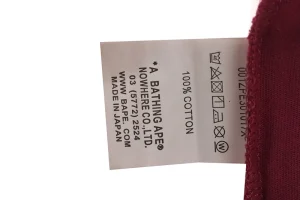 100% COTTON
*A BATHING APE®
NOWHERE CO.,LTD.
03 (5772) 2524
WWW.BAPE.COM
MADE IN JAPAN